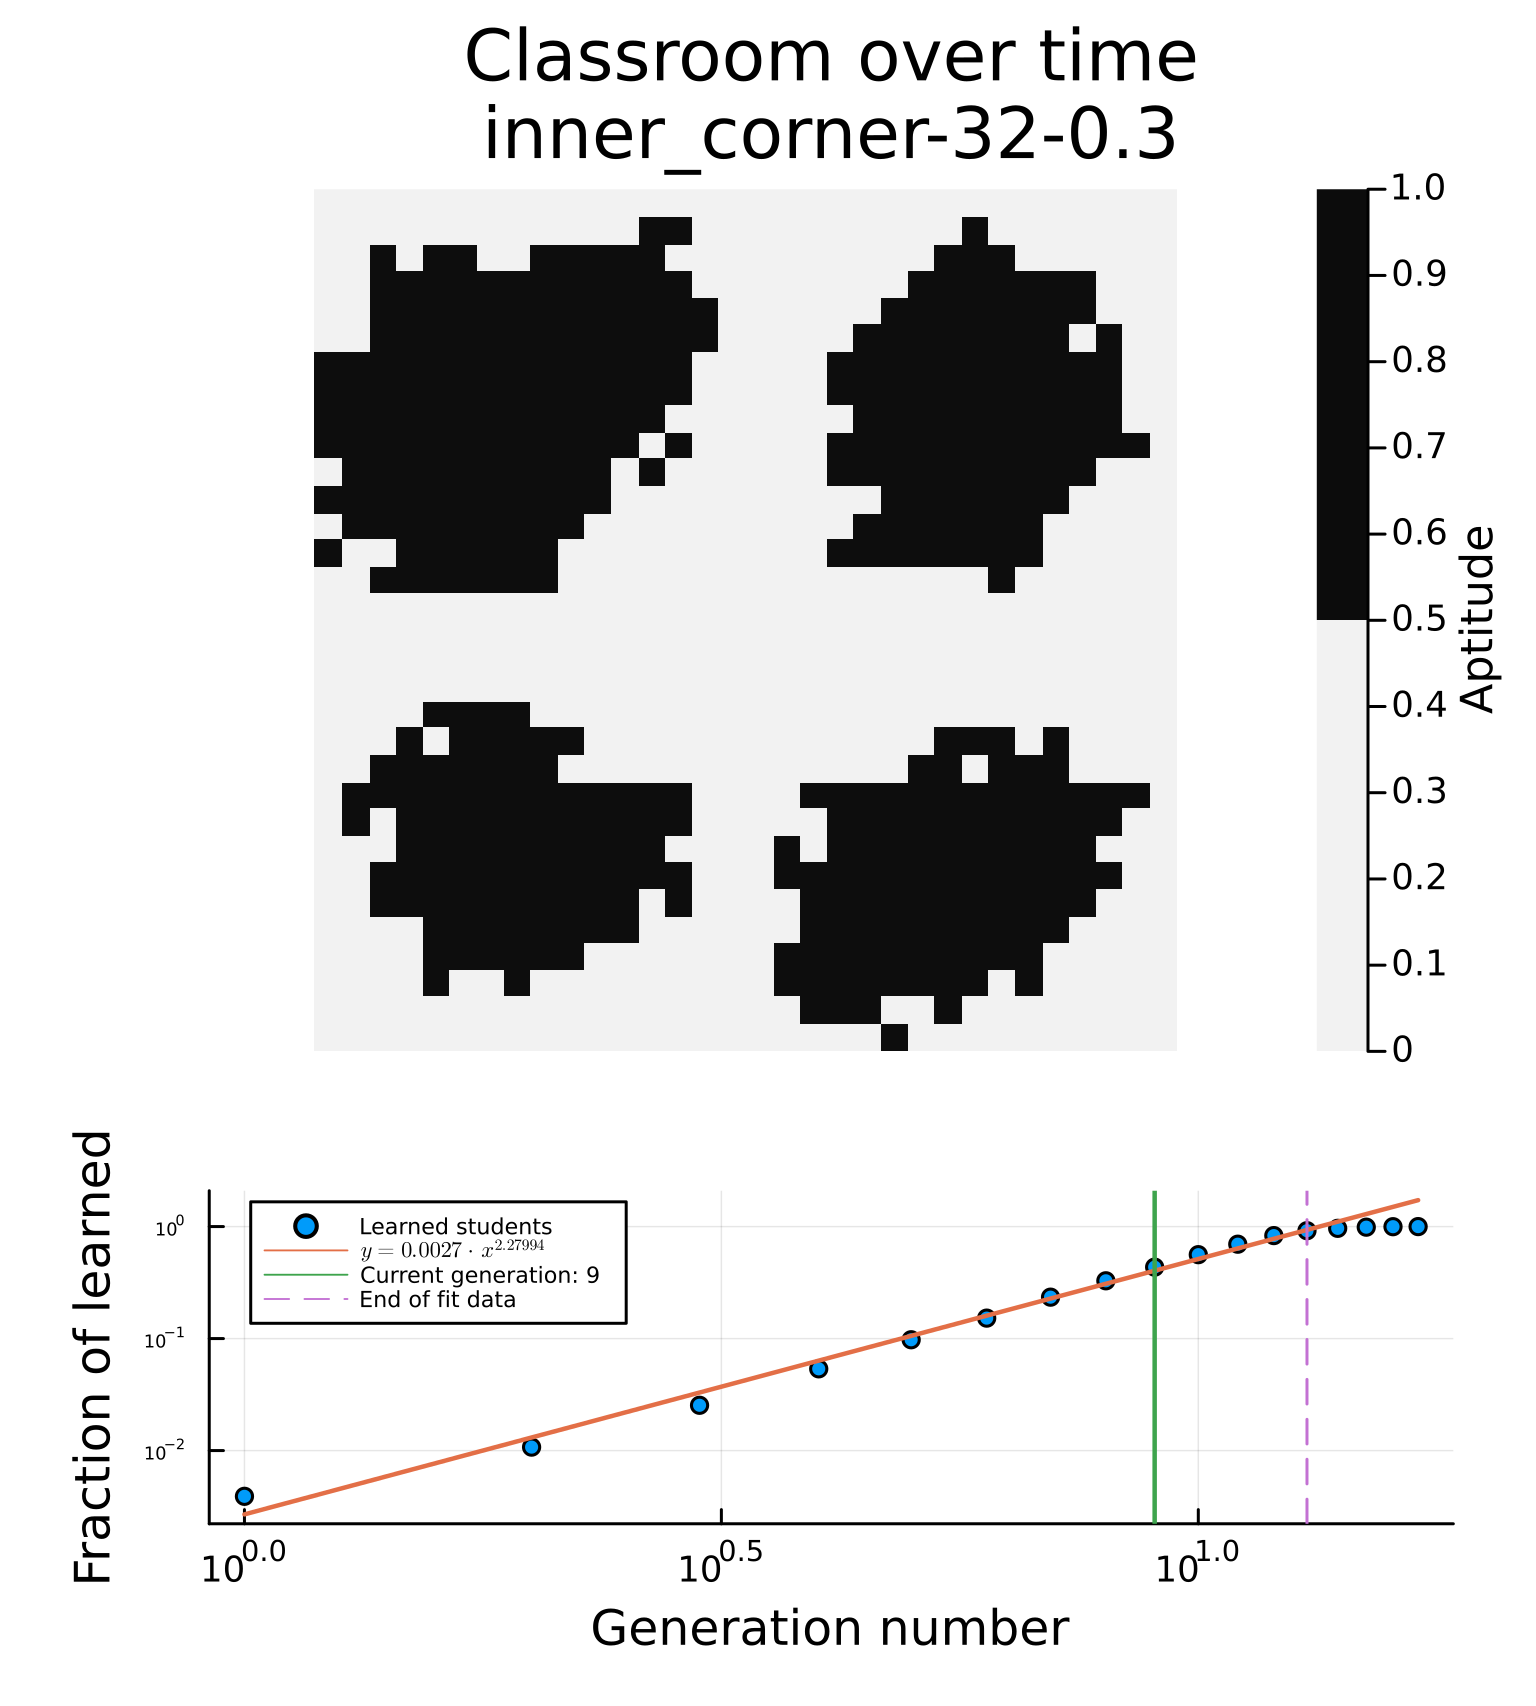 Classroom over time
inner_corner-32-0.3
1.0
0.9
0.8
0.7
0.6
0.5
0.4
0.3
0.2
0.1
0
Aptitude
Fraction of learned
10⁰
10⁻¹
10⁻²
Learned students
y = 0.0027 · x^2.27994
Current generation: 9
End of fit data
10^0.0
10^0.5
10^1.0
Generation number